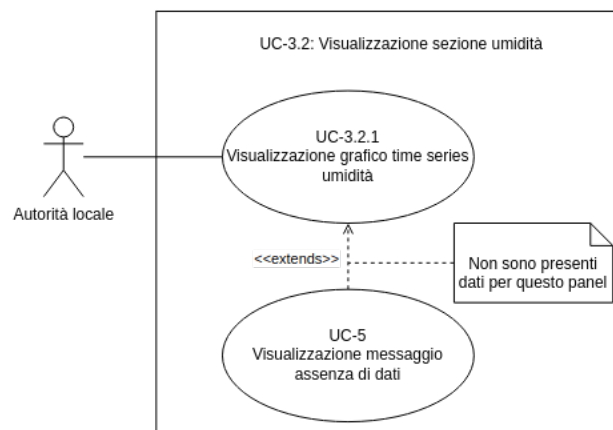 UC-3.2: Visualizzazione sezione umidità
UC-3.2.1
Visualizzazione grafico time series
umidità
Autorità locale
<<extends>>
Non sono presenti
dati per questo panel
UC-5
Visualizzazione messaggio
assenza di dati